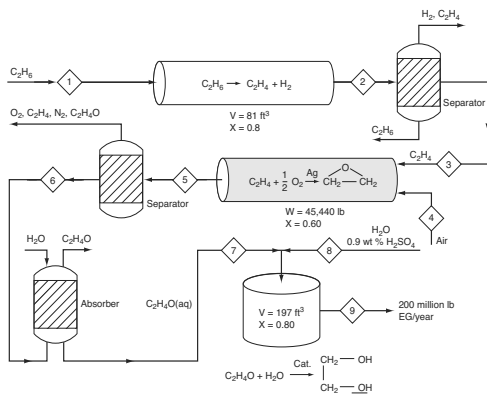 H₂, C₂H₄
C₂H₆
1
C₂H₆ → C₂H₄ + H₂
2
Separator
V = 81 ft³
X = 0.8
C₂H₆
O₂, C₂H₄, N₂, C₂H₄O
V
C₂H₄
3
6
5
C₂H₄ + 1/2 O₂ Ag → O CH₂ CH₂
Separator
W = 45,440 lb
X = 0.60
4
Air
H₂O
C₂H₄O
7
8
H₂O
0.9 wt % H₂SO₄
Absorber
C₂H₄O(aq)
V = 197 ft³
X = 0.80
9
200 million lb
EG/year
C₂H₄O + H₂O Cat. → CH₂ — OH
CH₂ — OH